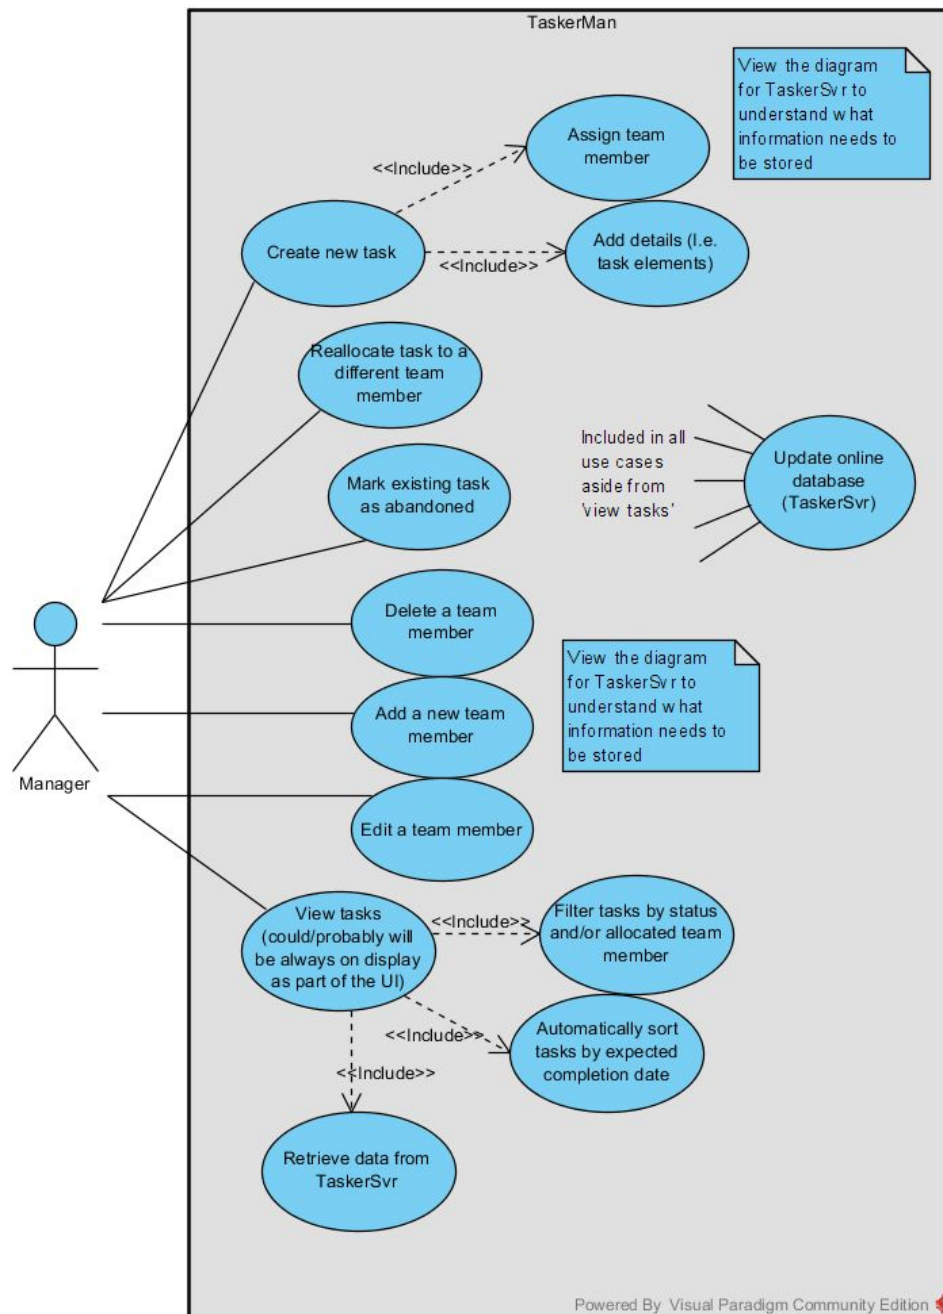 TaskerMan
View the diagram
for TaskerSvr to
understand what
information needs to
be stored
Assign team
member
<<Include>>
Create new task
<<Include>>
Add details (I.e.
task elements)
Reallocate task to a
different team
member
Included in all
use cases
aside from
'view tasks'
Update online
database
(TaskerSvr)
Mark existing task
as abandoned
Delete a team
member
View the diagram
for TaskerSvr to
understand what
information needs to
be stored
Add a new team
member
Manager
Edit a team member
View tasks
(could/probably will
be always on display
as part of the UI)
<<Include>>
Filter tasks by status
and/or allocated team
member
<<Include>>
Automatically sort
tasks by expected
completion date
<<Include>>
Retrieve data from
TaskerSvr
Powered By Visual Paradigm Community Edition